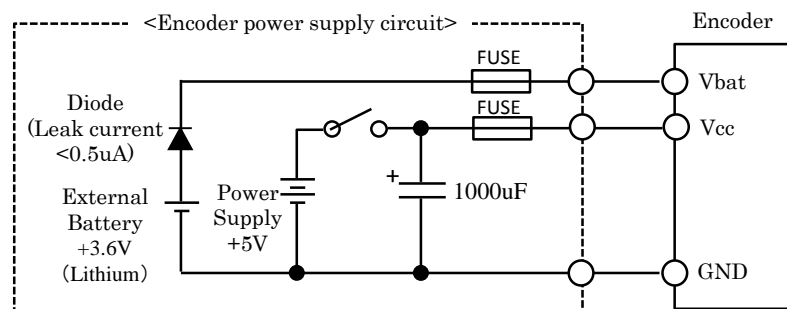 <Encoder power supply circuit>
Encoder
FUSE
Vbat
Diode
(Leak current
<0.5uA)
FUSE
Vcc
External
Battery
+3.6V
(Lithium)
Power
Supply
+5V
+
1000uF
GND